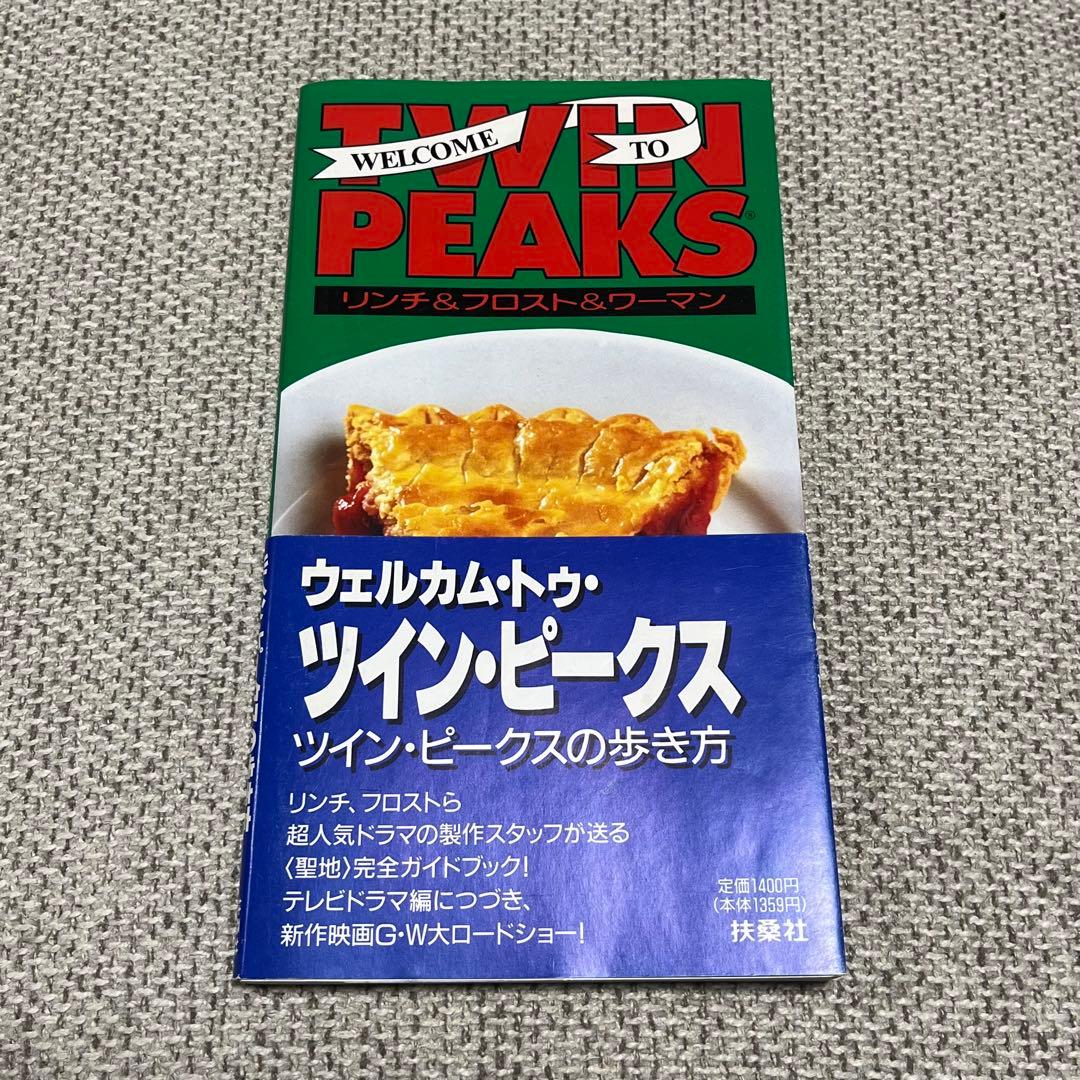 WELCOME TO
TWIN
PEAKS®
リンチ&フロスト&ワーマン
ウェルカム・トゥ・
ツイン・ピークス
ツイン・ピークスの歩き方
リンチ、フロストら
超人気ドラマの製作スタッフが送る
〈聖地〉完全ガイドブック!
テレビドラマ編につづき、
新作映画G・W大ロードショー!
定価1400円
(本体1359円)
扶桑社